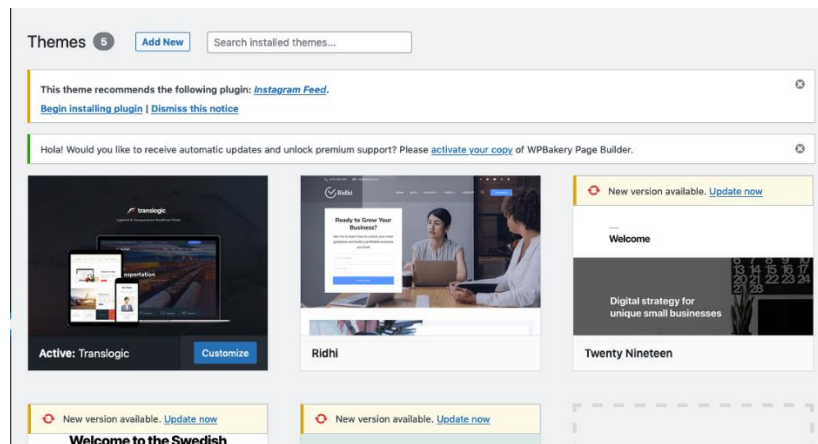 Themes 5 Add New Search installed themes...
This theme recommends the following plugin: Instagram Feed.
Begin installing plugin | Dismiss this notice
Hola! Would you like to receive automatic updates and unlock premium support? Please activate your copy of WPBakery Page Builder.
translogic
Active: Translogic Customize
Ridhi
Ready to Grow Your
Business?
Ridhi
New version available. Update now
Welcome
Digital strategy for
unique small businesses
Twenty Nineteen
New version available. Update now
Welcome to the Swedish
New version available. Update now